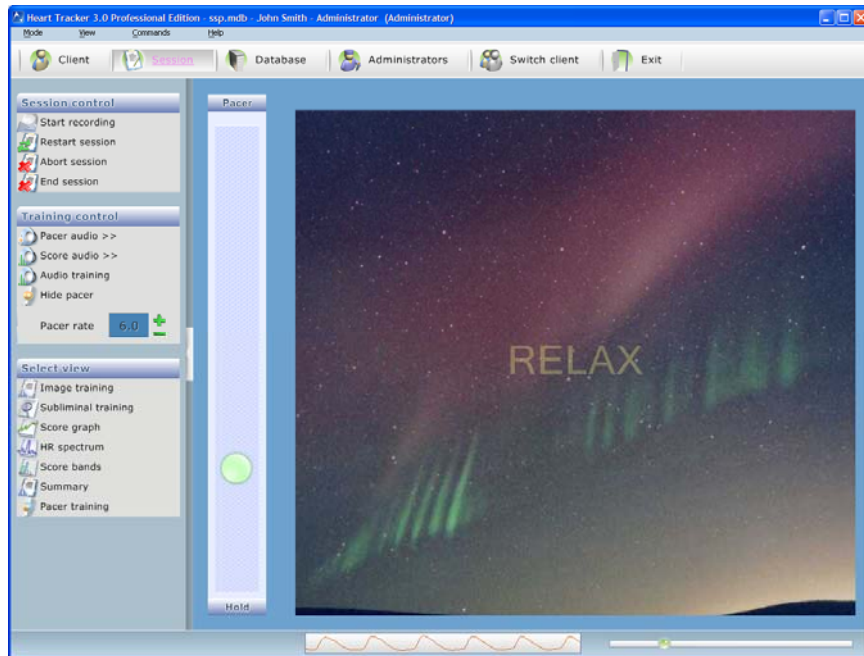 Heart Tracker 3.0 Professional Edition - ssp.mdb - John Smith - Administrator (Administrator)
Mode View Commands Help
Client Session Database Administrators Switch client Exit
Session control
Start recording
Restart session
Abort session
End session
Training control
Pacer audio >>
Score audio >>
Audio training
Hide pacer
Pacer rate 6.0
Select view
Image training
Subliminal training
Score graph
HR spectrum
Score bands
Summary
Pacer training
Pacer
Hold
RELAX